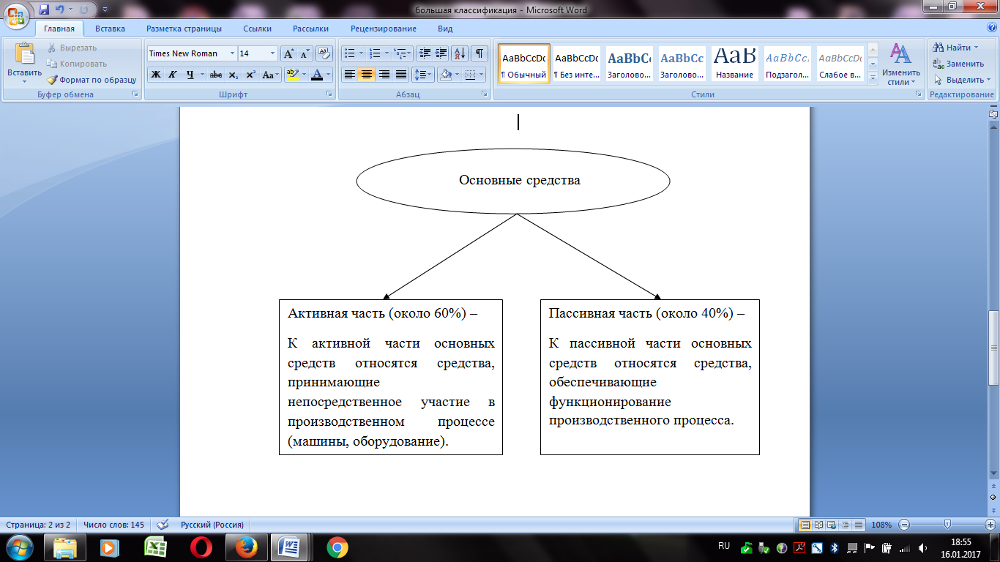 большая классификация - Microsoft Word
Главная Вставка Разметка страницы Ссылки Рассылки Рецензирование Вид
Вставить
Вырезать
Копировать
Формат по образцу
Буфер обмена
Times New Roman 14
Ж К Ч abc x₂ x² Aa
Шрифт
Абзац
АаBbCcDc АаBbCcDc AaBbCc AaBbCc АаВ AaBbCc. AaBbCcDc
¶ Обычный ¶ Без инте... Заголово... Заголово... Название Подзагол... Слабое в...
Стили
Изменить
стили
Найти
Заменить
Выделить
Редактирование
Основные средства
Активная часть (около 60%) –
К активной части основных
средств относятся средства,
принимающие
непосредственное участие в
производственном процессе
(машины, оборудование).
Пассивная часть (около 40%) –
К пассивной части основных
средств относятся средства,
обеспечивающие
функционирование
производственного процесса.
Страница: 2 из 2 Число слов: 145 Русский (Россия) 108%
RU
18:55
16.01.2017